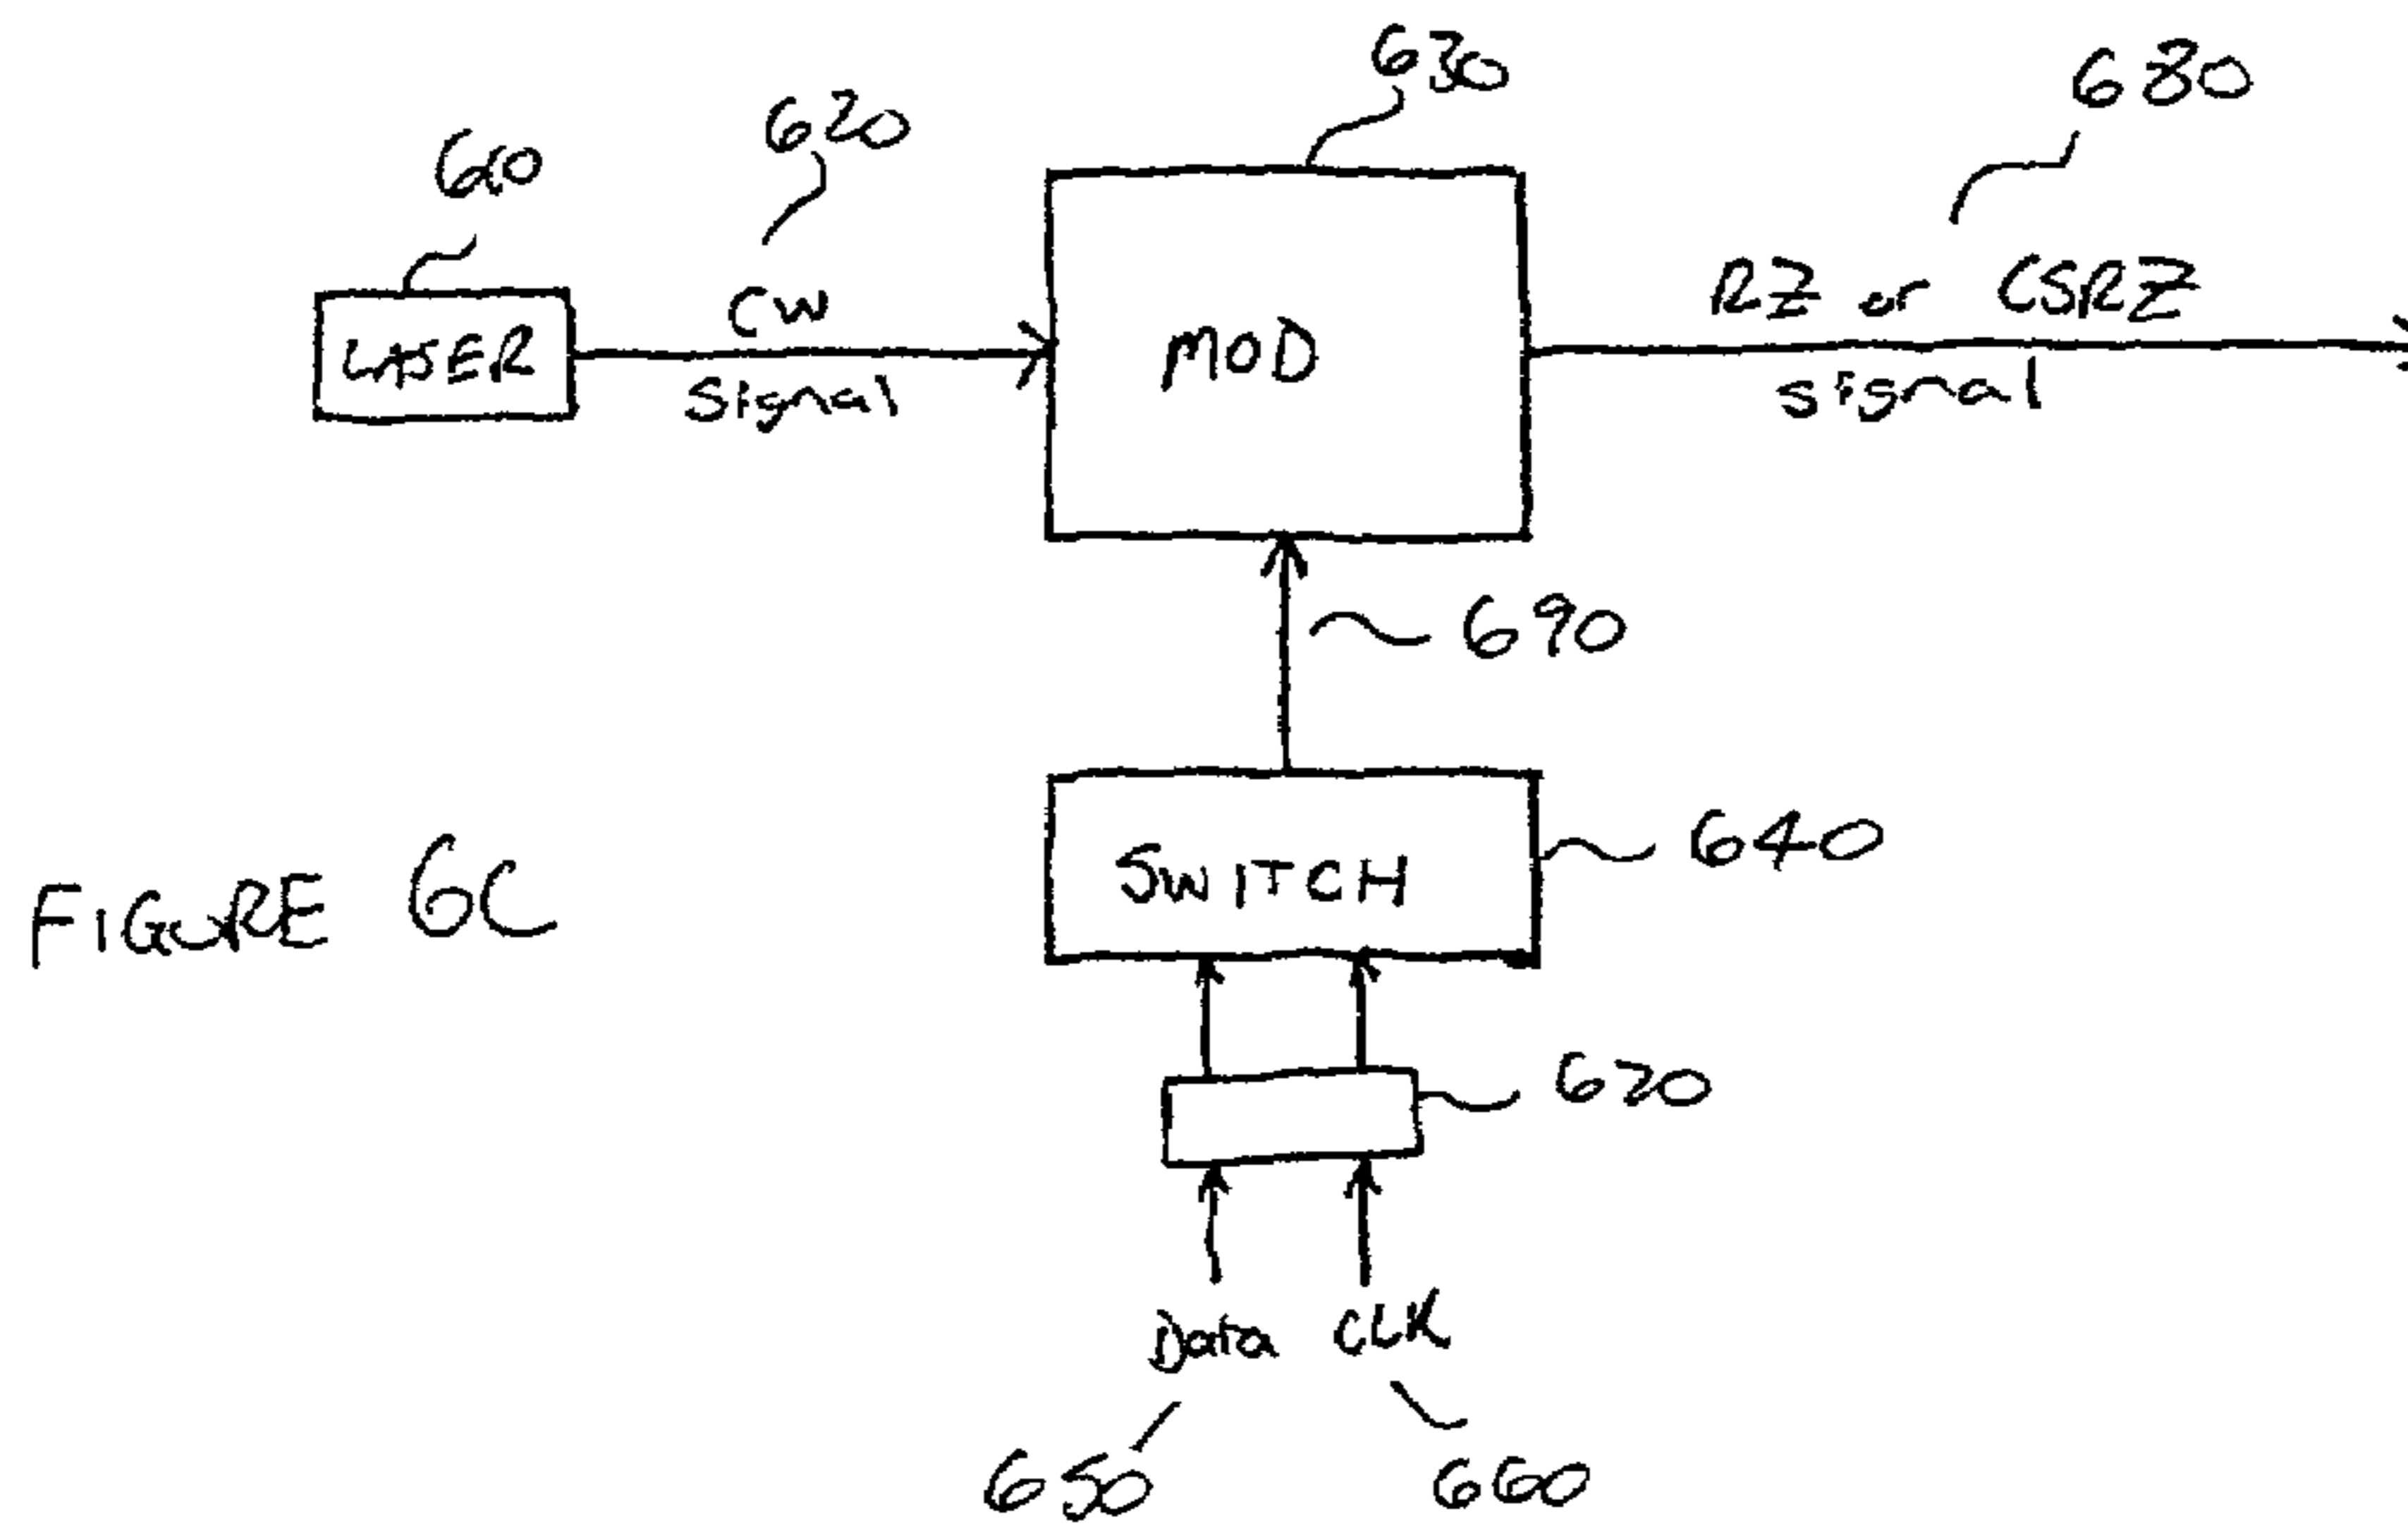 630
680
620
610
RZ or CSRZ
CW
LASER
MOD
signal
signal
690
640
SWITCH
FIGURE 6C
670
Data CLK
650
660